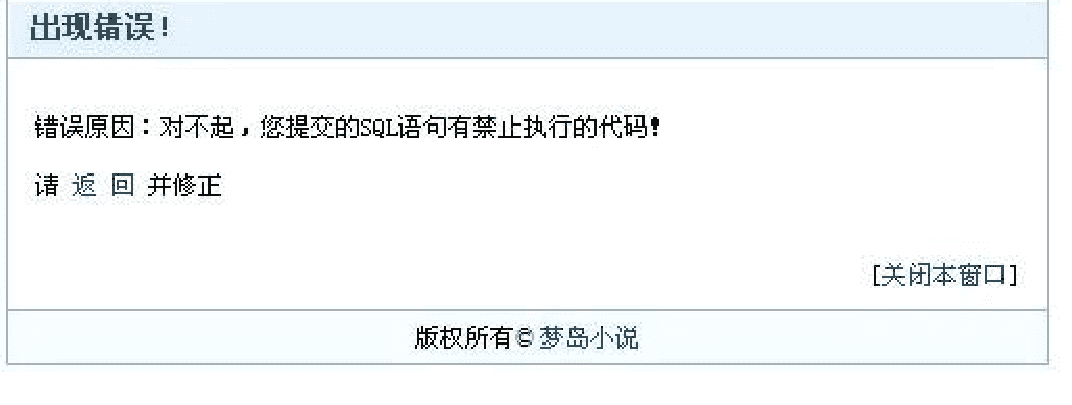 出现错误！
错误原因：对不起，您提交的SQL语句有禁止执行的代码！
请 返 回 并修正
[关闭本窗口]
版权所有© 梦岛小说